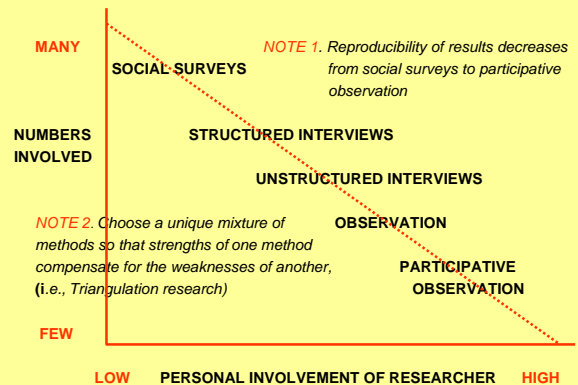 MANY
NOTE 1. Reproducibility of results decreases
from social surveys to participative
observation
SOCIAL SURVEYS
NUMBERS
INVOLVED
STRUCTURED INTERVIEWS
UNSTRUCTURED INTERVIEWS
NOTE 2. Choose a unique mixture of
methods so that strengths of one method
compensate for the weaknesses of another,
(i.e., Triangulation research)
OBSERVATION
PARTICIPATIVE
OBSERVATION
FEW
LOW PERSONAL INVOLVEMENT OF RESEARCHER HIGH